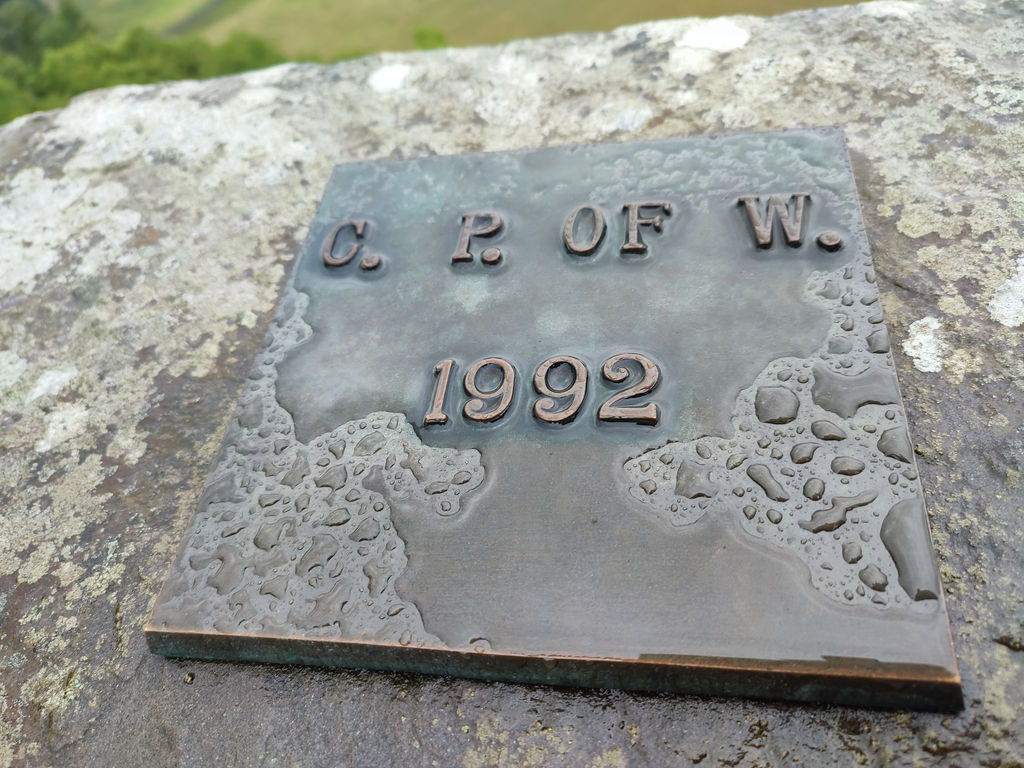 C. P. OF W.
1992